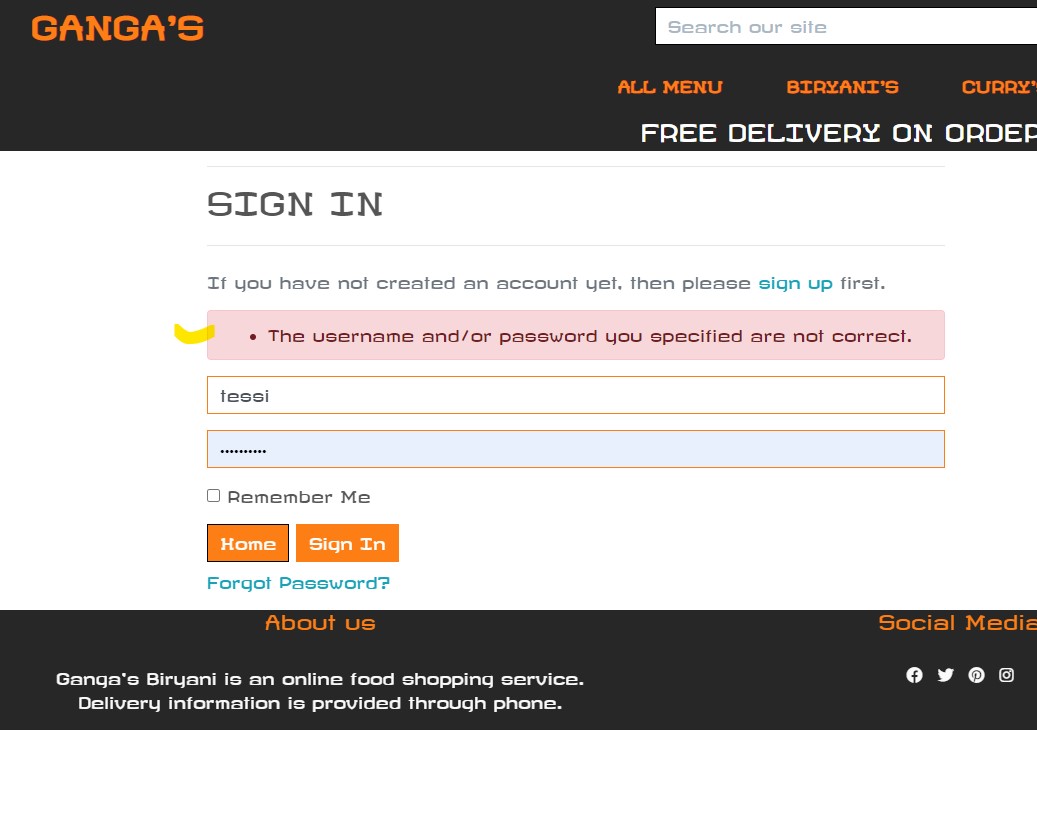 GANGA'S
Search our site
ALL MENU BIRYANI'S CURRY'
FREE DELIVERY ON ORDER
SIGN IN
If you have not created an account yet, then please sign up first.
• The username and/or password you specified are not correct.
tessi
••••••••••
Remember Me
Home Sign In
Forgot Password?
About us
Social Media
Ganga's Biryani is an online food shopping service.
Delivery information is provided through phone.